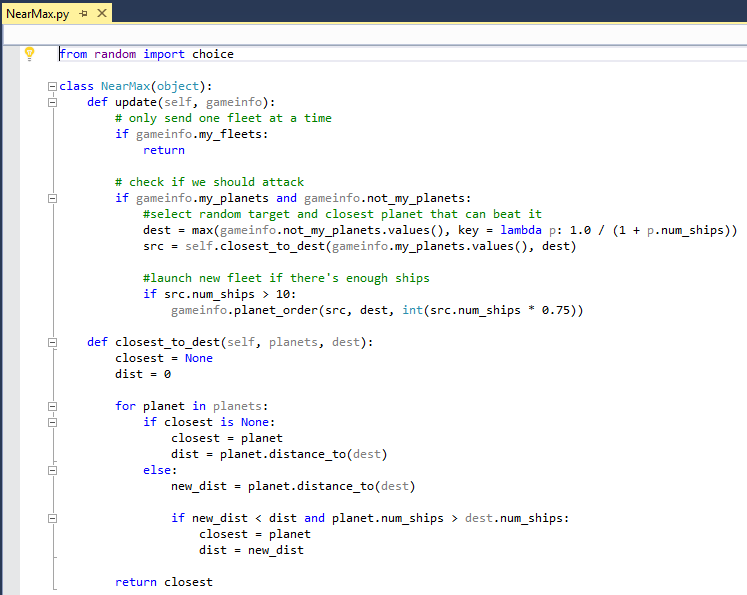 NearMax.py
from random import choice
class NearMax(object):
    def update(self, gameinfo):
        # only send one fleet at a time
        if gameinfo.my_fleets:
            return
        # check if we should attack
        if gameinfo.my_planets and gameinfo.not_my_planets:
            #select random target and closest planet that can beat it
            dest = max(gameinfo.not_my_planets.values(), key = lambda p: 1.0 / (1 + p.num_ships))
            src = self.closest_to_dest(gameinfo.my_planets.values(), dest)
            #launch new fleet if there's enough ships
            if src.num_ships > 10:
                gameinfo.planet_order(src, dest, int(src.num_ships * 0.75))
    def closest_to_dest(self, planets, dest):
        closest = None
        dist = 0
        for planet in planets:
            if closest is None:
                closest = planet
                dist = planet.distance_to(dest)
            else:
                new_dist = planet.distance_to(dest)
                if new_dist < dist and planet.num_ships > dest.num_ships:
                    closest = planet
                    dist = new_dist
        return closest